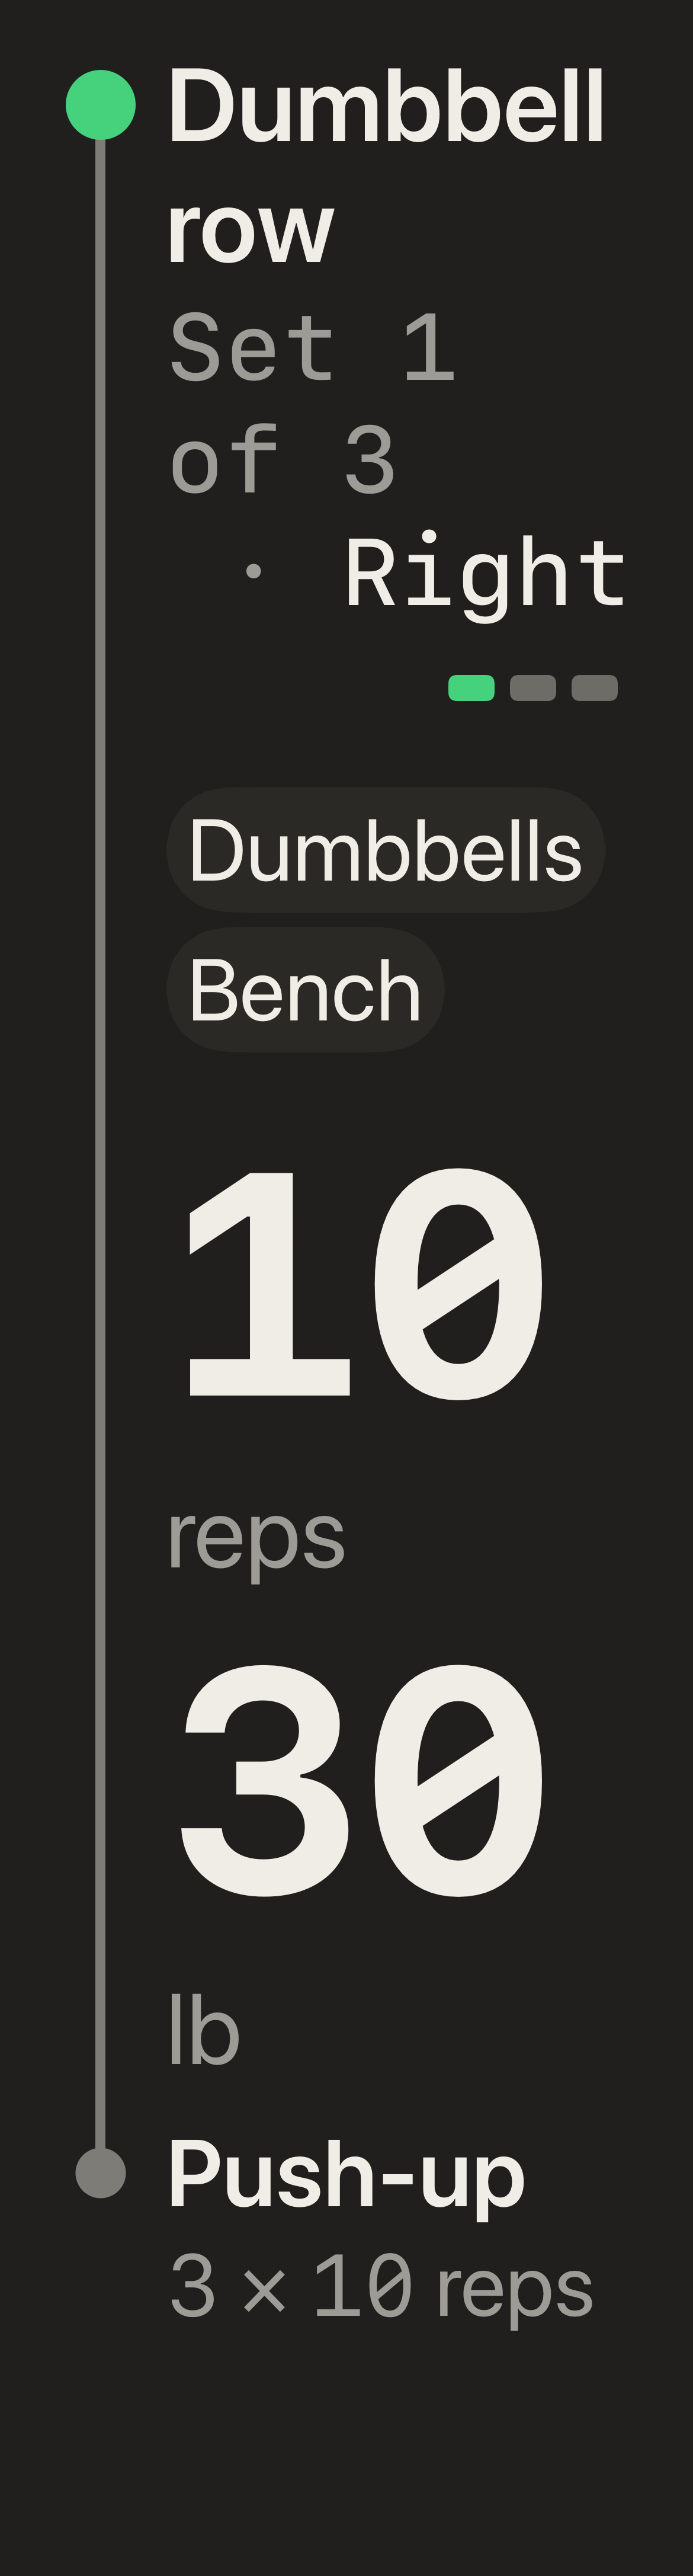 Dumbbell
row
Set 1
of 3
· Right
Dumbbells
Bench
10
reps
30
lb
Push-up
3 × 10 reps